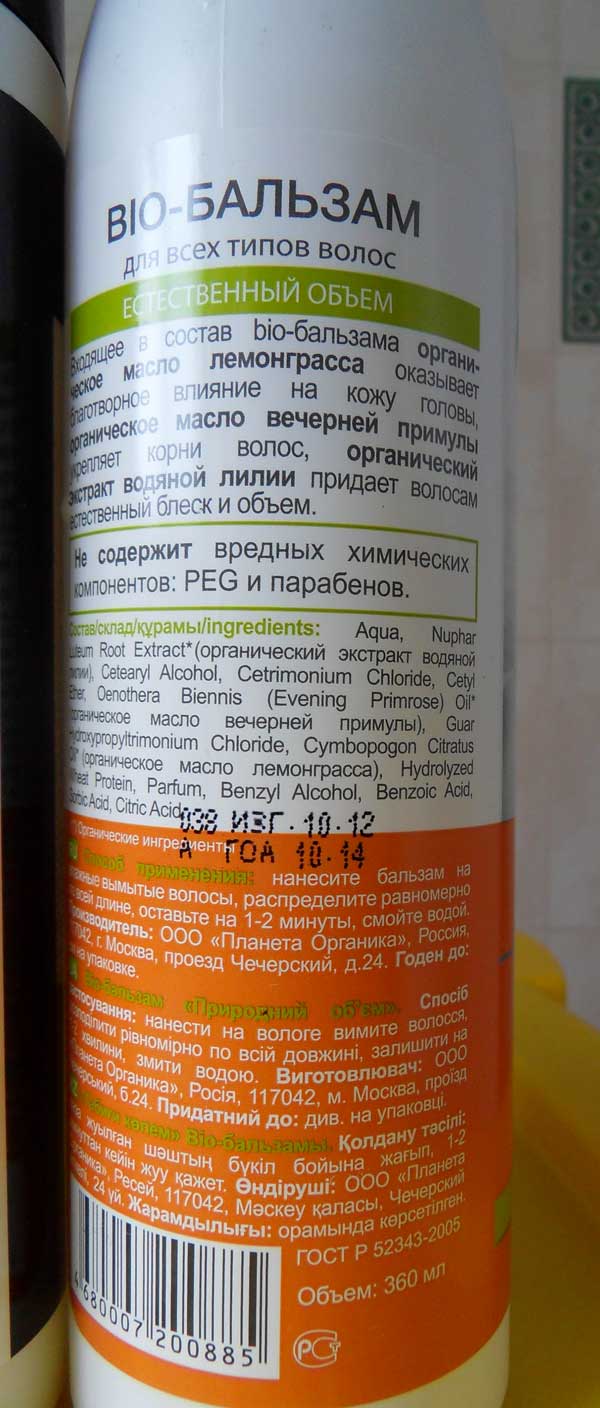 BIO-БАЛЬЗАМ
для всех типов волос
ЕСТЕСТВЕННЫЙ ОБЪЕМ
Входящее в состав bio-бальзама органи-
ческое масло лемонграсса оказывает
благотворное влияние на кожу головы,
органическое масло вечерней примулы
укрепляет корни волос, органический
экстракт водяной лилии придает волосам
естественный блеск и объем.
Не содержит вредных химических
компонентов: PEG и парабенов.
Состав/склад/құрамы/ingredients: Aqua, Nuphar
Luteum Root Extract* (органический экстракт водяной
лилии), Cetearyl Alcohol, Cetrimonium Chloride, Cetyl
Ether, Oenothera Biennis (Evening Primrose) Oil*
(органическое масло вечерней примулы), Guar
Hydroxypropyltrimonium Chloride, Cymbopogon Citratus
Oil* (органическое масло лемонграсса), Hydrolyzed
Wheat Protein, Parfum, Benzyl Alcohol, Benzoic Acid,
Sorbic Acid, Citric Acid.
038 ИЗГ.10.12
Органические ингредиенты
А ГОА 10.14
Способ применения: нанесите бальзам на
влажные вымытые волосы, распределите равномерно
по всей длине, оставьте на 1-2 минуты, смойте водой.
Производитель: ООО «Планета Органика», Россия,
117042, г. Москва, проезд Чечерский, д.24. Годен до:
см. на упаковке.
Bio-бальзам «Природний об'єм». Спосіб
застосування: нанести на вологе вимите волосся,
розподілити рівномірно по всій довжині, залишити на
1-2 хвилини, змити водою. Виготовлювач: ООО
«Планета Органика», Росія, 117042, м. Москва, проїзд
Чечерський, б.24. Придатний до: див. на упаковці.
«Табиғи көлем» Bio-бальзамы. Қолдану тәсілі:
жуылған шаштың бүкіл бойына жағып, 1-2
минуттан кейін жуу қажет. Өндіруші: ООО «Планета
Органика», Ресей, 117042, Мәскеу қаласы, Чечерский
24 үй. Жарамдылығы: орамында көрсетілген.
ГОСТ Р 52343-2005
Объем: 360 мл
4 680007 200885
РСТ